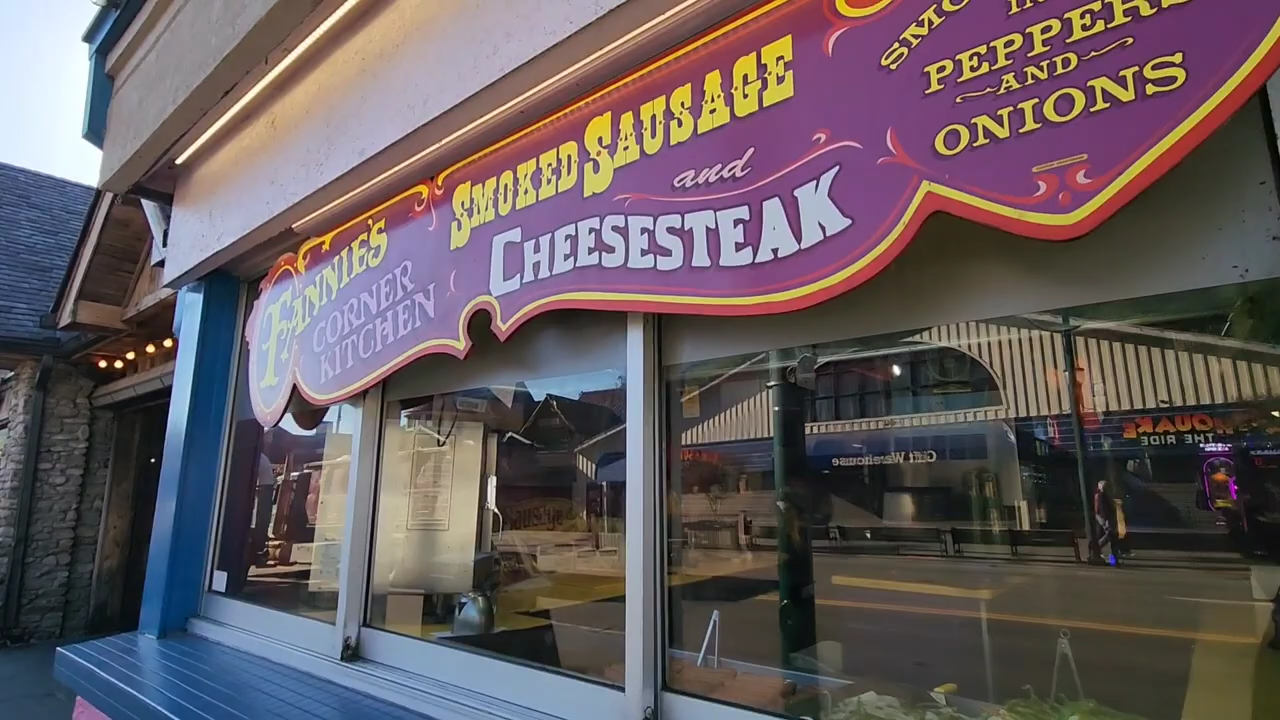 FANNIE'S
CORNER
KITCHEN
SMOKED SAUSAGE
and
CHEESESTEAK
PEPPERS
AND
ONIONS
Gift Warehouse
THE RIDE